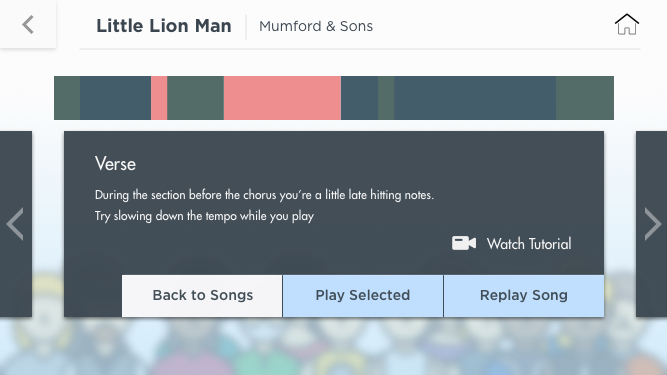 Little Lion Man
Mumford & Sons
Verse
During the section before the chorus you're a little late hitting notes.
Try slowing down the tempo while you play
Watch Tutorial
Back to Songs
Play Selected
Replay Song